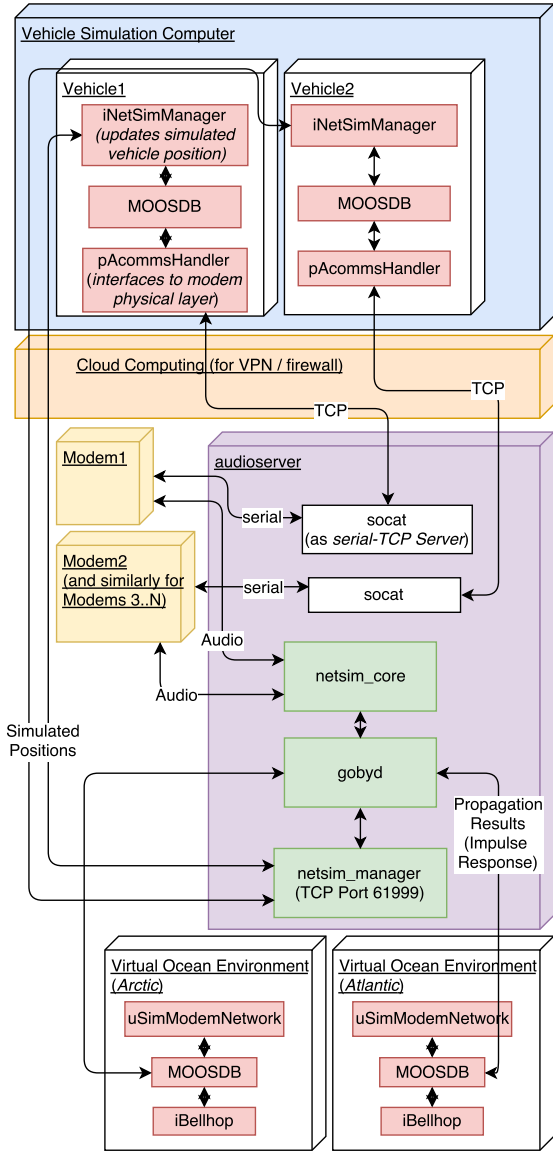 Vehicle Simulation Computer
Vehicle1
iNetSimManager
(updates simulated
vehicle position)
MOOSDB
pAcommsHandler
(interfaces to modem
physical layer)
Vehicle2
iNetSimManager
MOOSDB
pAcommsHandler
Cloud Computing (for VPN / firewall)
TCP
TCP
Modem1
audioserver
serial
socat
(as serial-TCP Server)
Modem2
(and similarly for
Modems 3..N)
serial
socat
Audio
Audio
netsim_core
Simulated
Positions
gobyd
Propagation
Results
(Impulse
Response)
netsim_manager
(TCP Port 61999)
Virtual Ocean Environment
(Arctic)
uSimModemNetwork
MOOSDB
iBellhop
Virtual Ocean Environment
(Atlantic)
uSimModemNetwork
MOOSDB
iBellhop